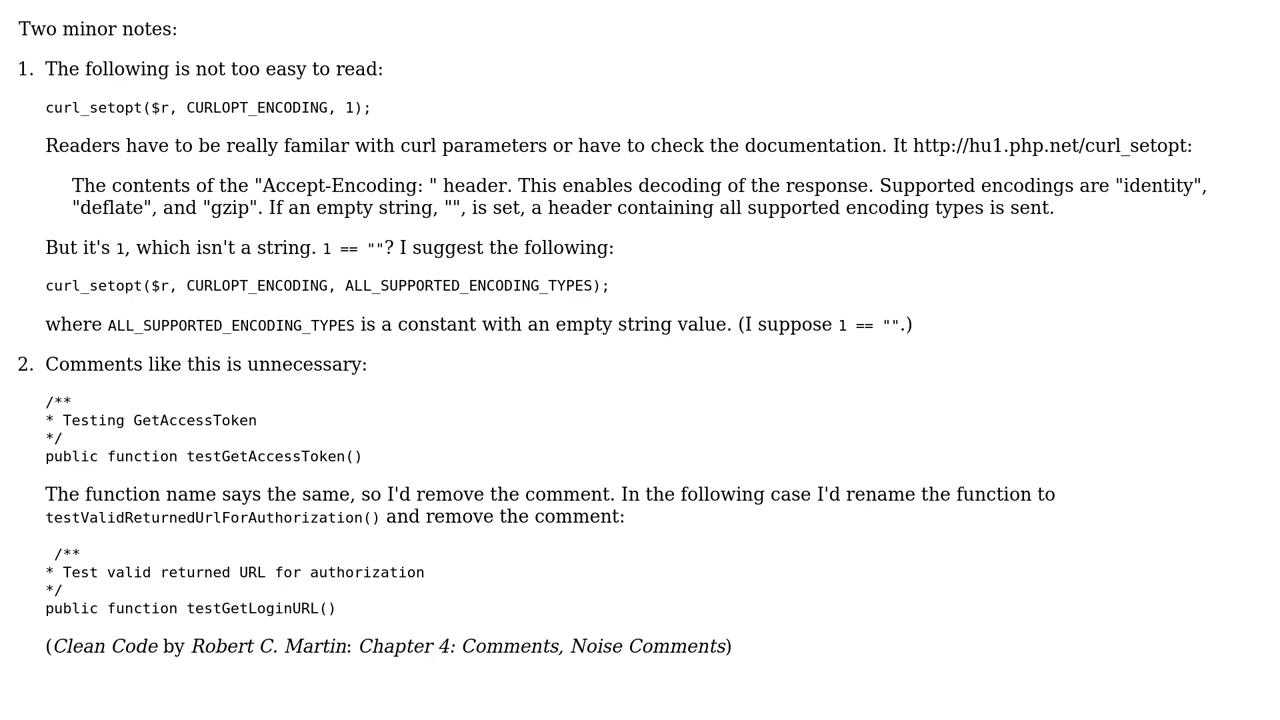 Two minor notes:
1. The following is not too easy to read:
curl_setopt($r, CURLOPT_ENCODING, 1);
Readers have to be really familar with curl parameters or have to check the documentation. It http://hu1.php.net/curl_setopt:
The contents of the "Accept-Encoding: " header. This enables decoding of the response. Supported encodings are "identity",
"deflate", and "gzip". If an empty string, "", is set, a header containing all supported encoding types is sent.
But it's 1, which isn't a string. 1 == ""? I suggest the following:
curl_setopt($r, CURLOPT_ENCODING, ALL_SUPPORTED_ENCODING_TYPES);
where ALL_SUPPORTED_ENCODING_TYPES is a constant with an empty string value. (I suppose 1 == "".)
2. Comments like this is unnecessary:
/**
* Testing GetAccessToken
*/
public function testGetAccessToken()
The function name says the same, so I'd remove the comment. In the following case I'd rename the function to
testValidReturnedUrlForAuthorization() and remove the comment:
/**
* Test valid returned URL for authorization
*/
public function testGetLoginURL()
(Clean Code by Robert C. Martin: Chapter 4: Comments, Noise Comments)